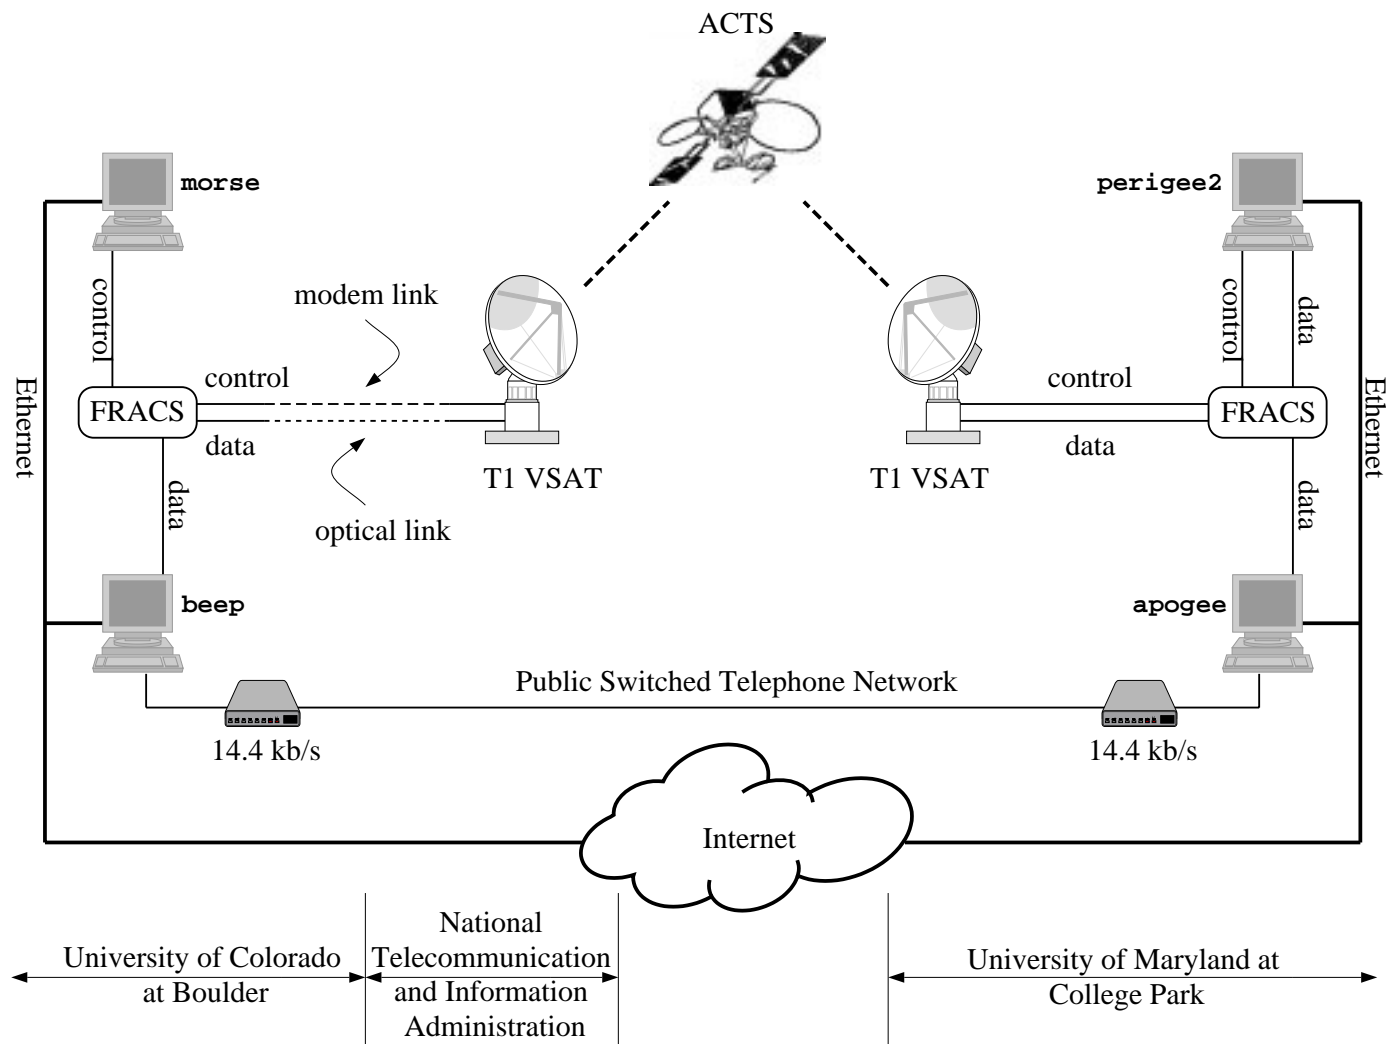 ACTS
morse
perigee2
modem link
control
control
data
Ethernet
Ethernet
control
control
FRACS
FRACS
data
data
T1 VSAT
T1 VSAT
data
data
optical link
beep
apogee
Public Switched Telephone Network
14.4 kb/s
14.4 kb/s
Internet
University of Colorado
at Boulder
National
Telecommunication
and Information
Administration
University of Maryland at
College Park